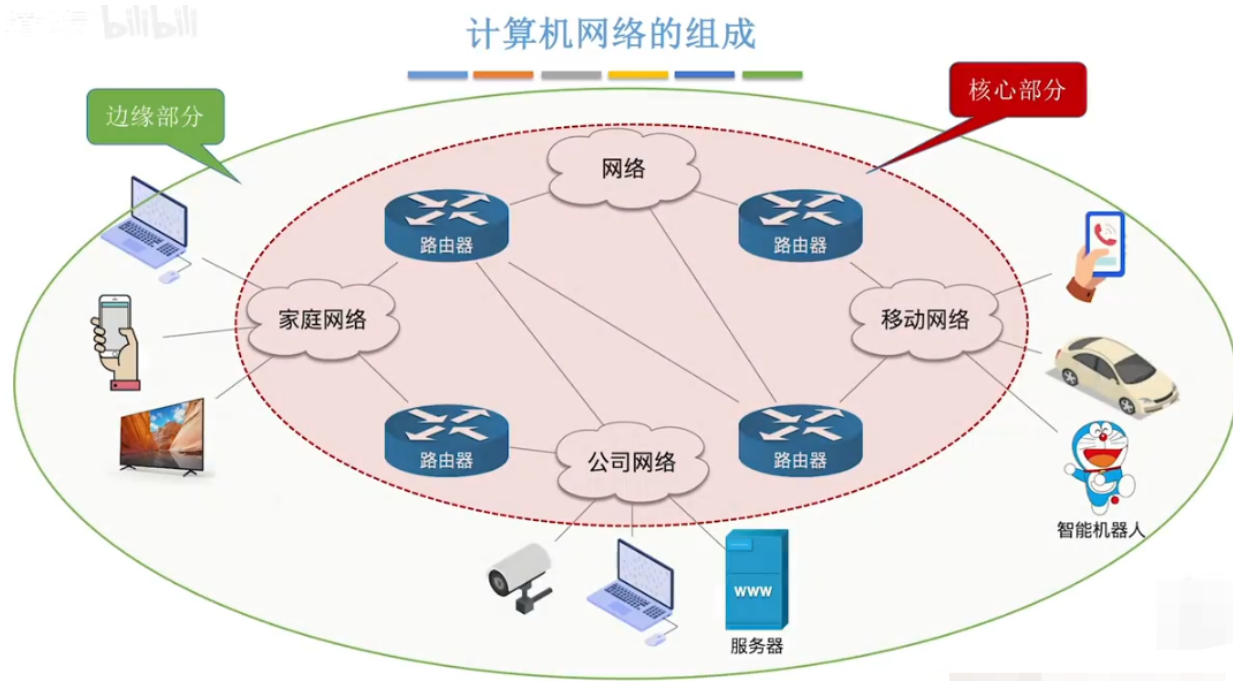 bilibili
计算机网络的组成
边缘部分
核心部分
网络
路由器
路由器
家庭网络
移动网络
路由器
公司网络
路由器
智能机器人
WWW
服务器